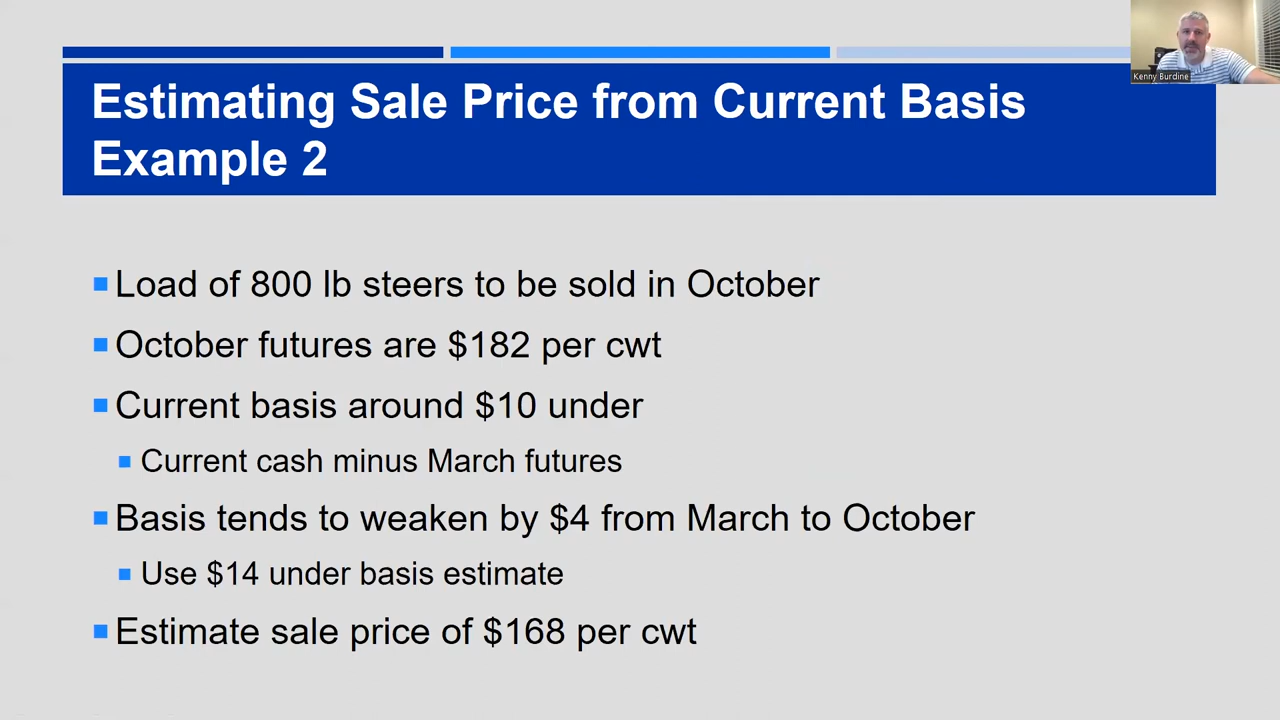 Kenny Burdine
Estimating Sale Price from Current Basis
Example 2
Load of 800 lb steers to be sold in October
October futures are $182 per cwt
Current basis around $10 under
Current cash minus March futures
Basis tends to weaken by $4 from March to October
Use $14 under basis estimate
Estimate sale price of $168 per cwt